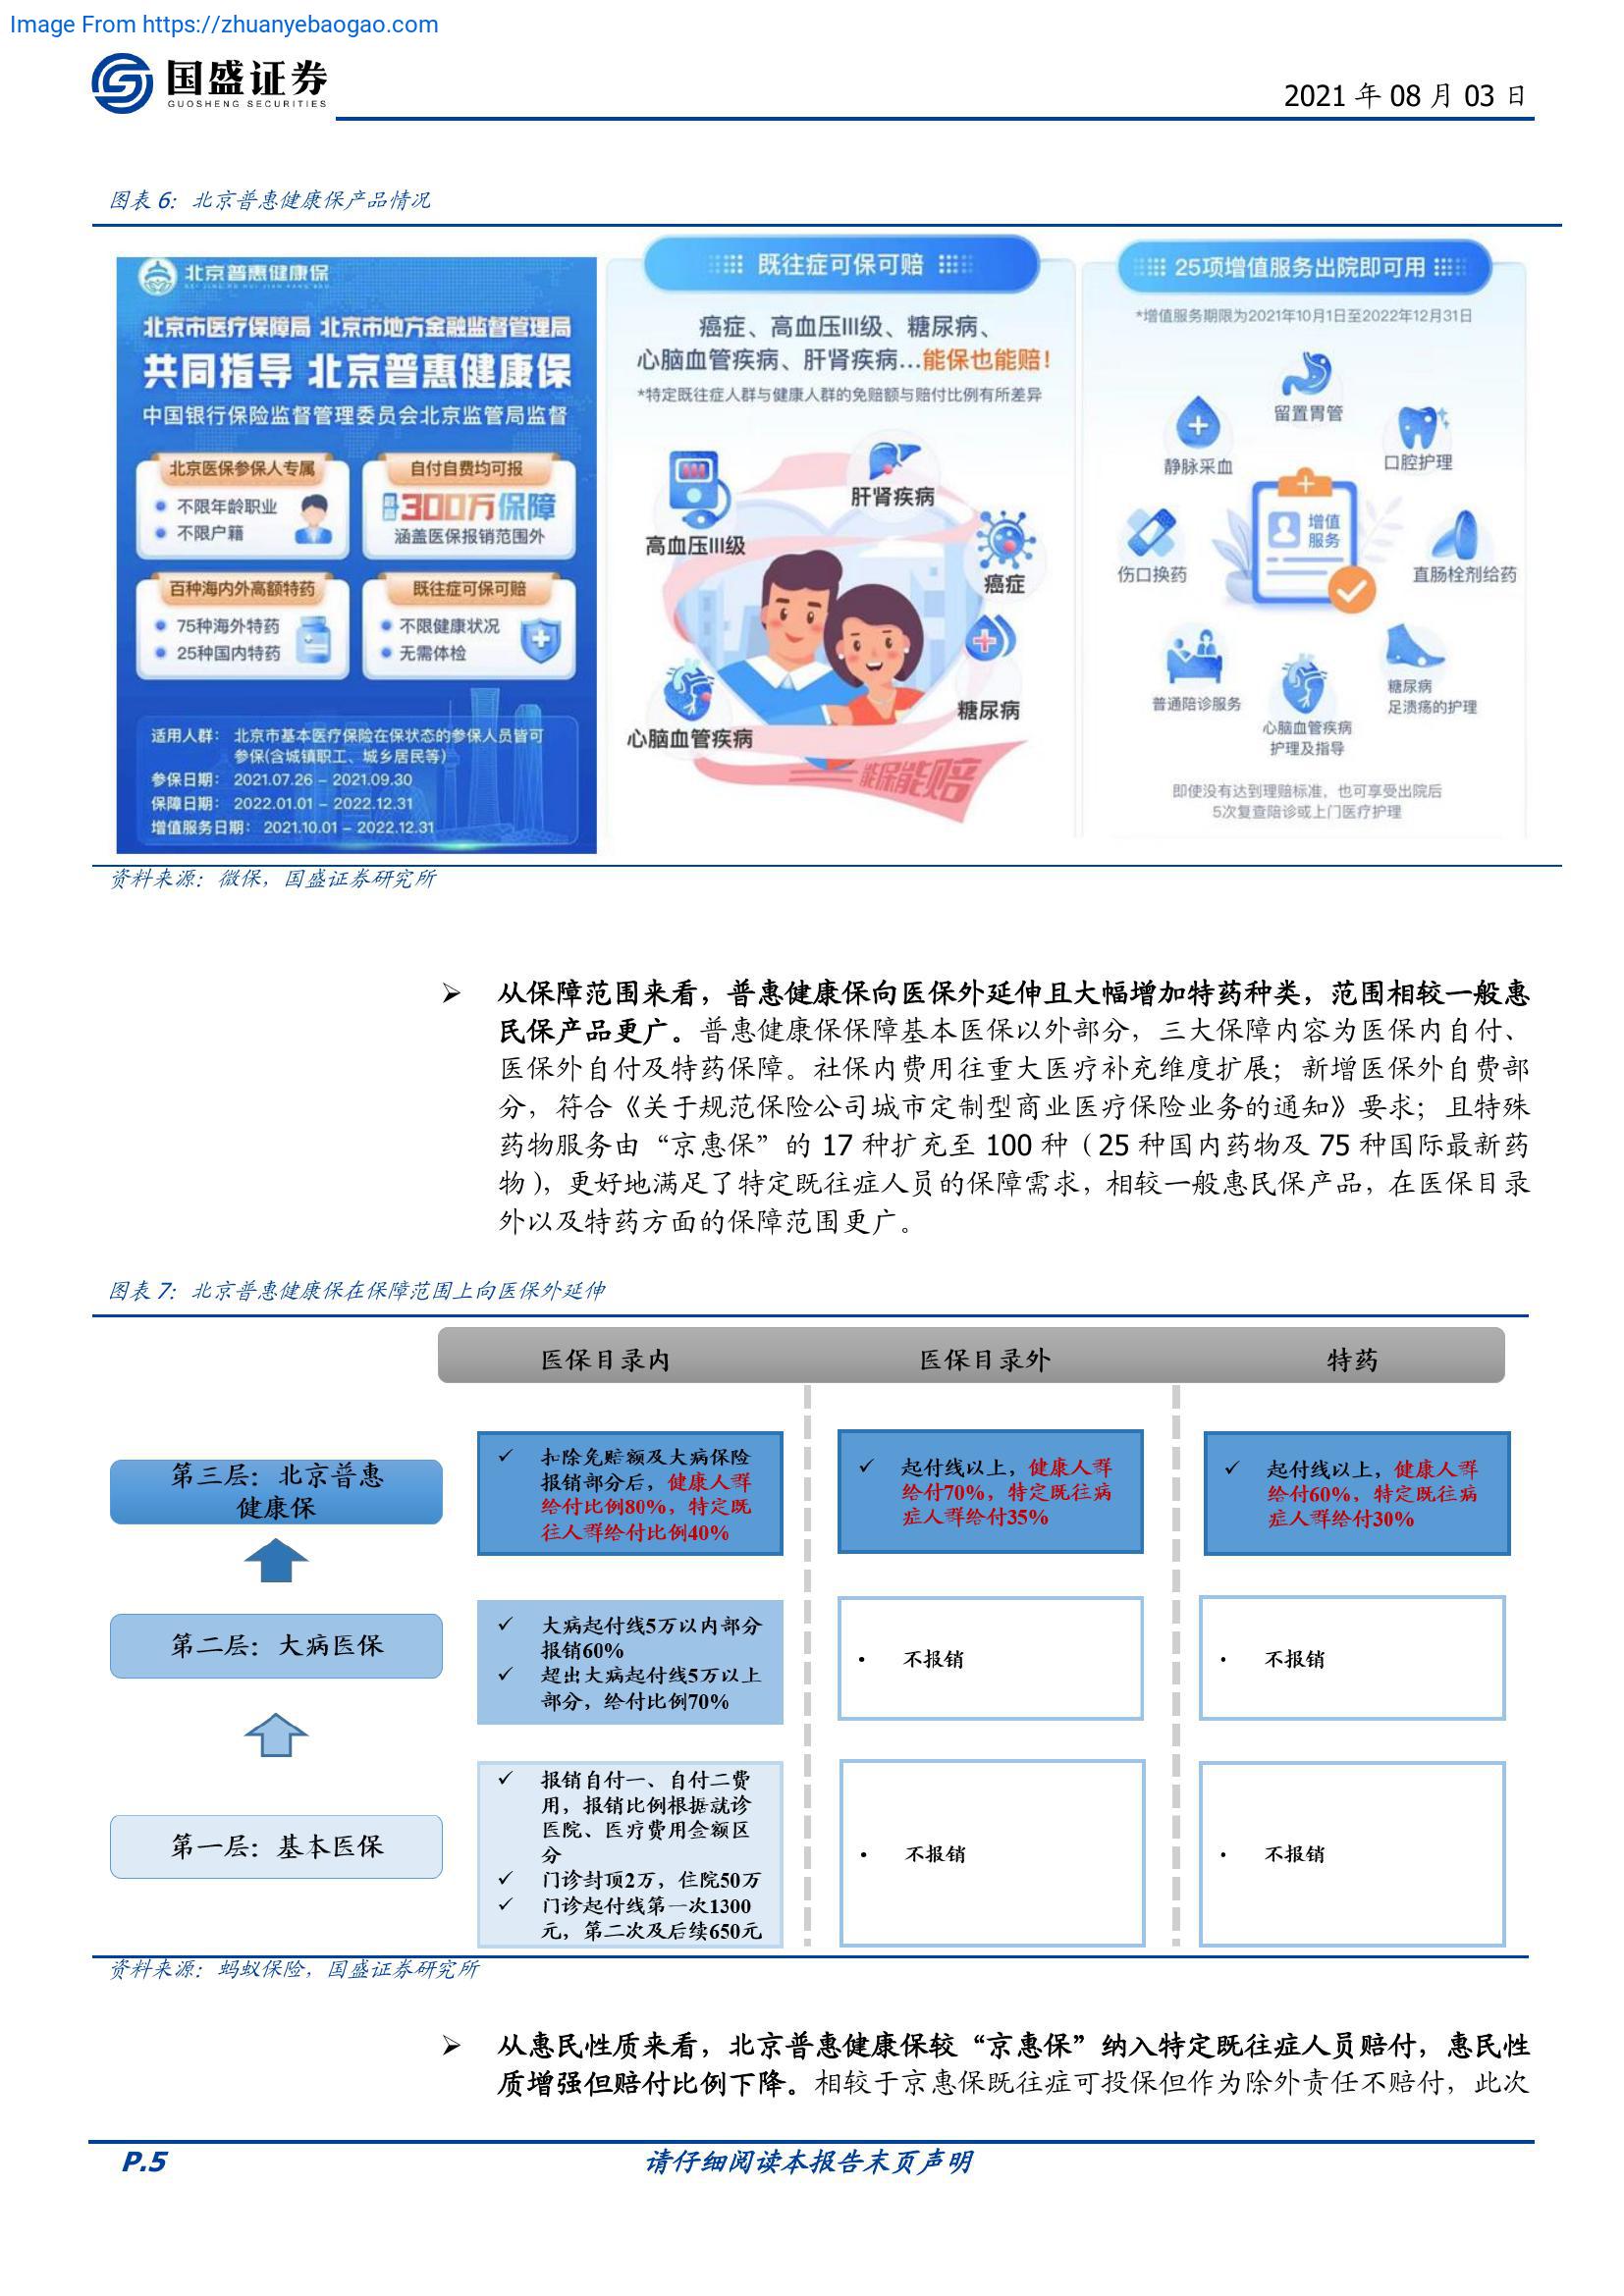 Image From https://zhuanyebaogao.com
国盛证券
GUOSHENG SECURITIES
2021 年 08 月 03 日
图表 6：北京普惠健康保产品情况
北京普惠健康保
北京市医疗保障局 北京市地方金融监督管理局
共同指导 北京普惠健康保
中国银行保险监督管理委员会北京监管局监督
北京医保参保人专属
不限年龄职业
不限户籍
自付自费均可报
300万保障
涵盖医保报销范围外
百种海内外高额特药
75种海外特药
25种国内特药
既往症可保可赔
不限健康状况
无需体检
适用人群： 北京市基本医疗保险在保状态的参保人员皆可
参保(含城镇职工、城乡居民等)
参保日期： 2021.07.26 – 2021.09.30
保障日期： 2022.01.01 – 2022.12.31
增值服务日期： 2021.10.01 – 2022.12.31
既往症可保可赔
癌症、高血压III级、糖尿病、
心脑血管疾病、肝肾疾病...能保也能赔！
*特定既往症人群与健康人群的免赔额与赔付比例有所差异
肝肾疾病
高血压III级
癌症
糖尿病
心脑血管疾病
能保能赔
25项增值服务出院即可用
*增值服务期限为2021年10月1日至2022年12月31日
留置胃管
静脉采血
口腔护理
增值
服务
伤口换药
直肠栓剂给药
普通陪诊服务
糖尿病
足溃疡的护理
心脑血管疾病
护理及指导
即使没有达到理赔标准，也可享受出院后
5次复查陪诊或上门医疗护理
资料来源：微保，国盛证券研究所
➢ 从保障范围来看，普惠健康保向医保外延伸且大幅增加特药种类，范围相较一般惠
民保产品更广。普惠健康保保障基本医保以外部分，三大保障内容为医保内自付、
医保外自付及特药保障。社保内费用往重大医疗补充维度扩展；新增医保外自费部
分，符合《关于规范保险公司城市定制型商业医疗保险业务的通知》要求；且特殊
药物服务由“京惠保”的 17 种扩充至 100 种（25 种国内药物及 75 种国际最新药
物），更好地满足了特定既往症人员的保障需求，相较一般惠民保产品，在医保目录
外以及特药方面的保障范围更广。
图表 7：北京普惠健康保在保障范围上向医保外延伸
医保目录内 医保目录外 特药
第三层：北京普惠
健康保
✓ 扣除免赔额及大病保险
报销部分后，健康人群
给付比例80%，特定既
往人群给付比例40%
✓ 起付线以上，健康人群
给付70%，特定既往病
症人群给付35%
✓ 起付线以上，健康人群
给付60%，特定既往病
症人群给付30%
第二层：大病医保
✓ 大病起付线5万以内部分
报销60%
✓ 超出大病起付线5万以上
部分，给付比例70%
• 不报销
• 不报销
第一层：基本医保
✓ 报销自付一、自付二费
用，报销比例根据就诊
医院、医疗费用金额区
分
✓ 门诊封顶2万，住院50万
✓ 门诊起付线第一次1300
元，第二次及后续650元
• 不报销
• 不报销
资料来源：蚂蚁保险，国盛证券研究所
➢ 从惠民性质来看，北京普惠健康保较“京惠保”纳入特定既往症人员赔付，惠民性
质增强但赔付比例下降。相较于京惠保既往症可投保但作为除外责任不赔付，此次
P.5
请仔细阅读本报告末页声明